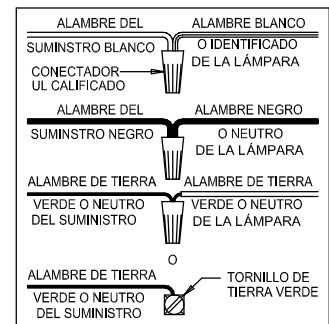 ALAMBRE DEL ALAMBRE BLANCO
SUMINSTRO BLANCO O IDENTIFICADO
DE LA LÁMPARA
CONECTADOR
UL CALIFICADO
ALAMBRE DEL ALAMBRE NEGRO
SUMINSTRO NEGRO O NEUTRO
DE LA LÁMPARA
ALAMBRE DE TIERRA ALAMBRE DE TIERRA
VERDE O NEUTRO VERDE O NEUTRO
DEL SUMINISTRO DE LA LÁMPARA
O
ALAMBRE DE TIERRA TORNILLO DE
TIERRA VERDE
VERDE O NEUTRO
DEL SUMINISTRO